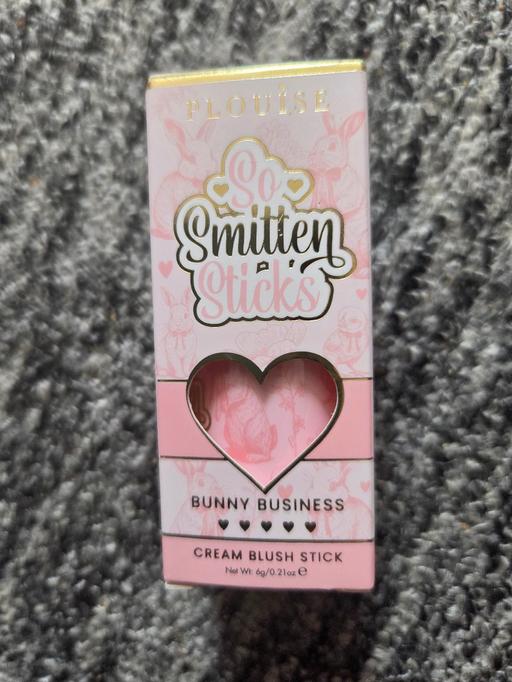 PLOUISE
So
Smitten
Sticks
BUNNY BUSINESS
CREAM BLUSH STICK
Net Wt: 6g/0.21oz ℮